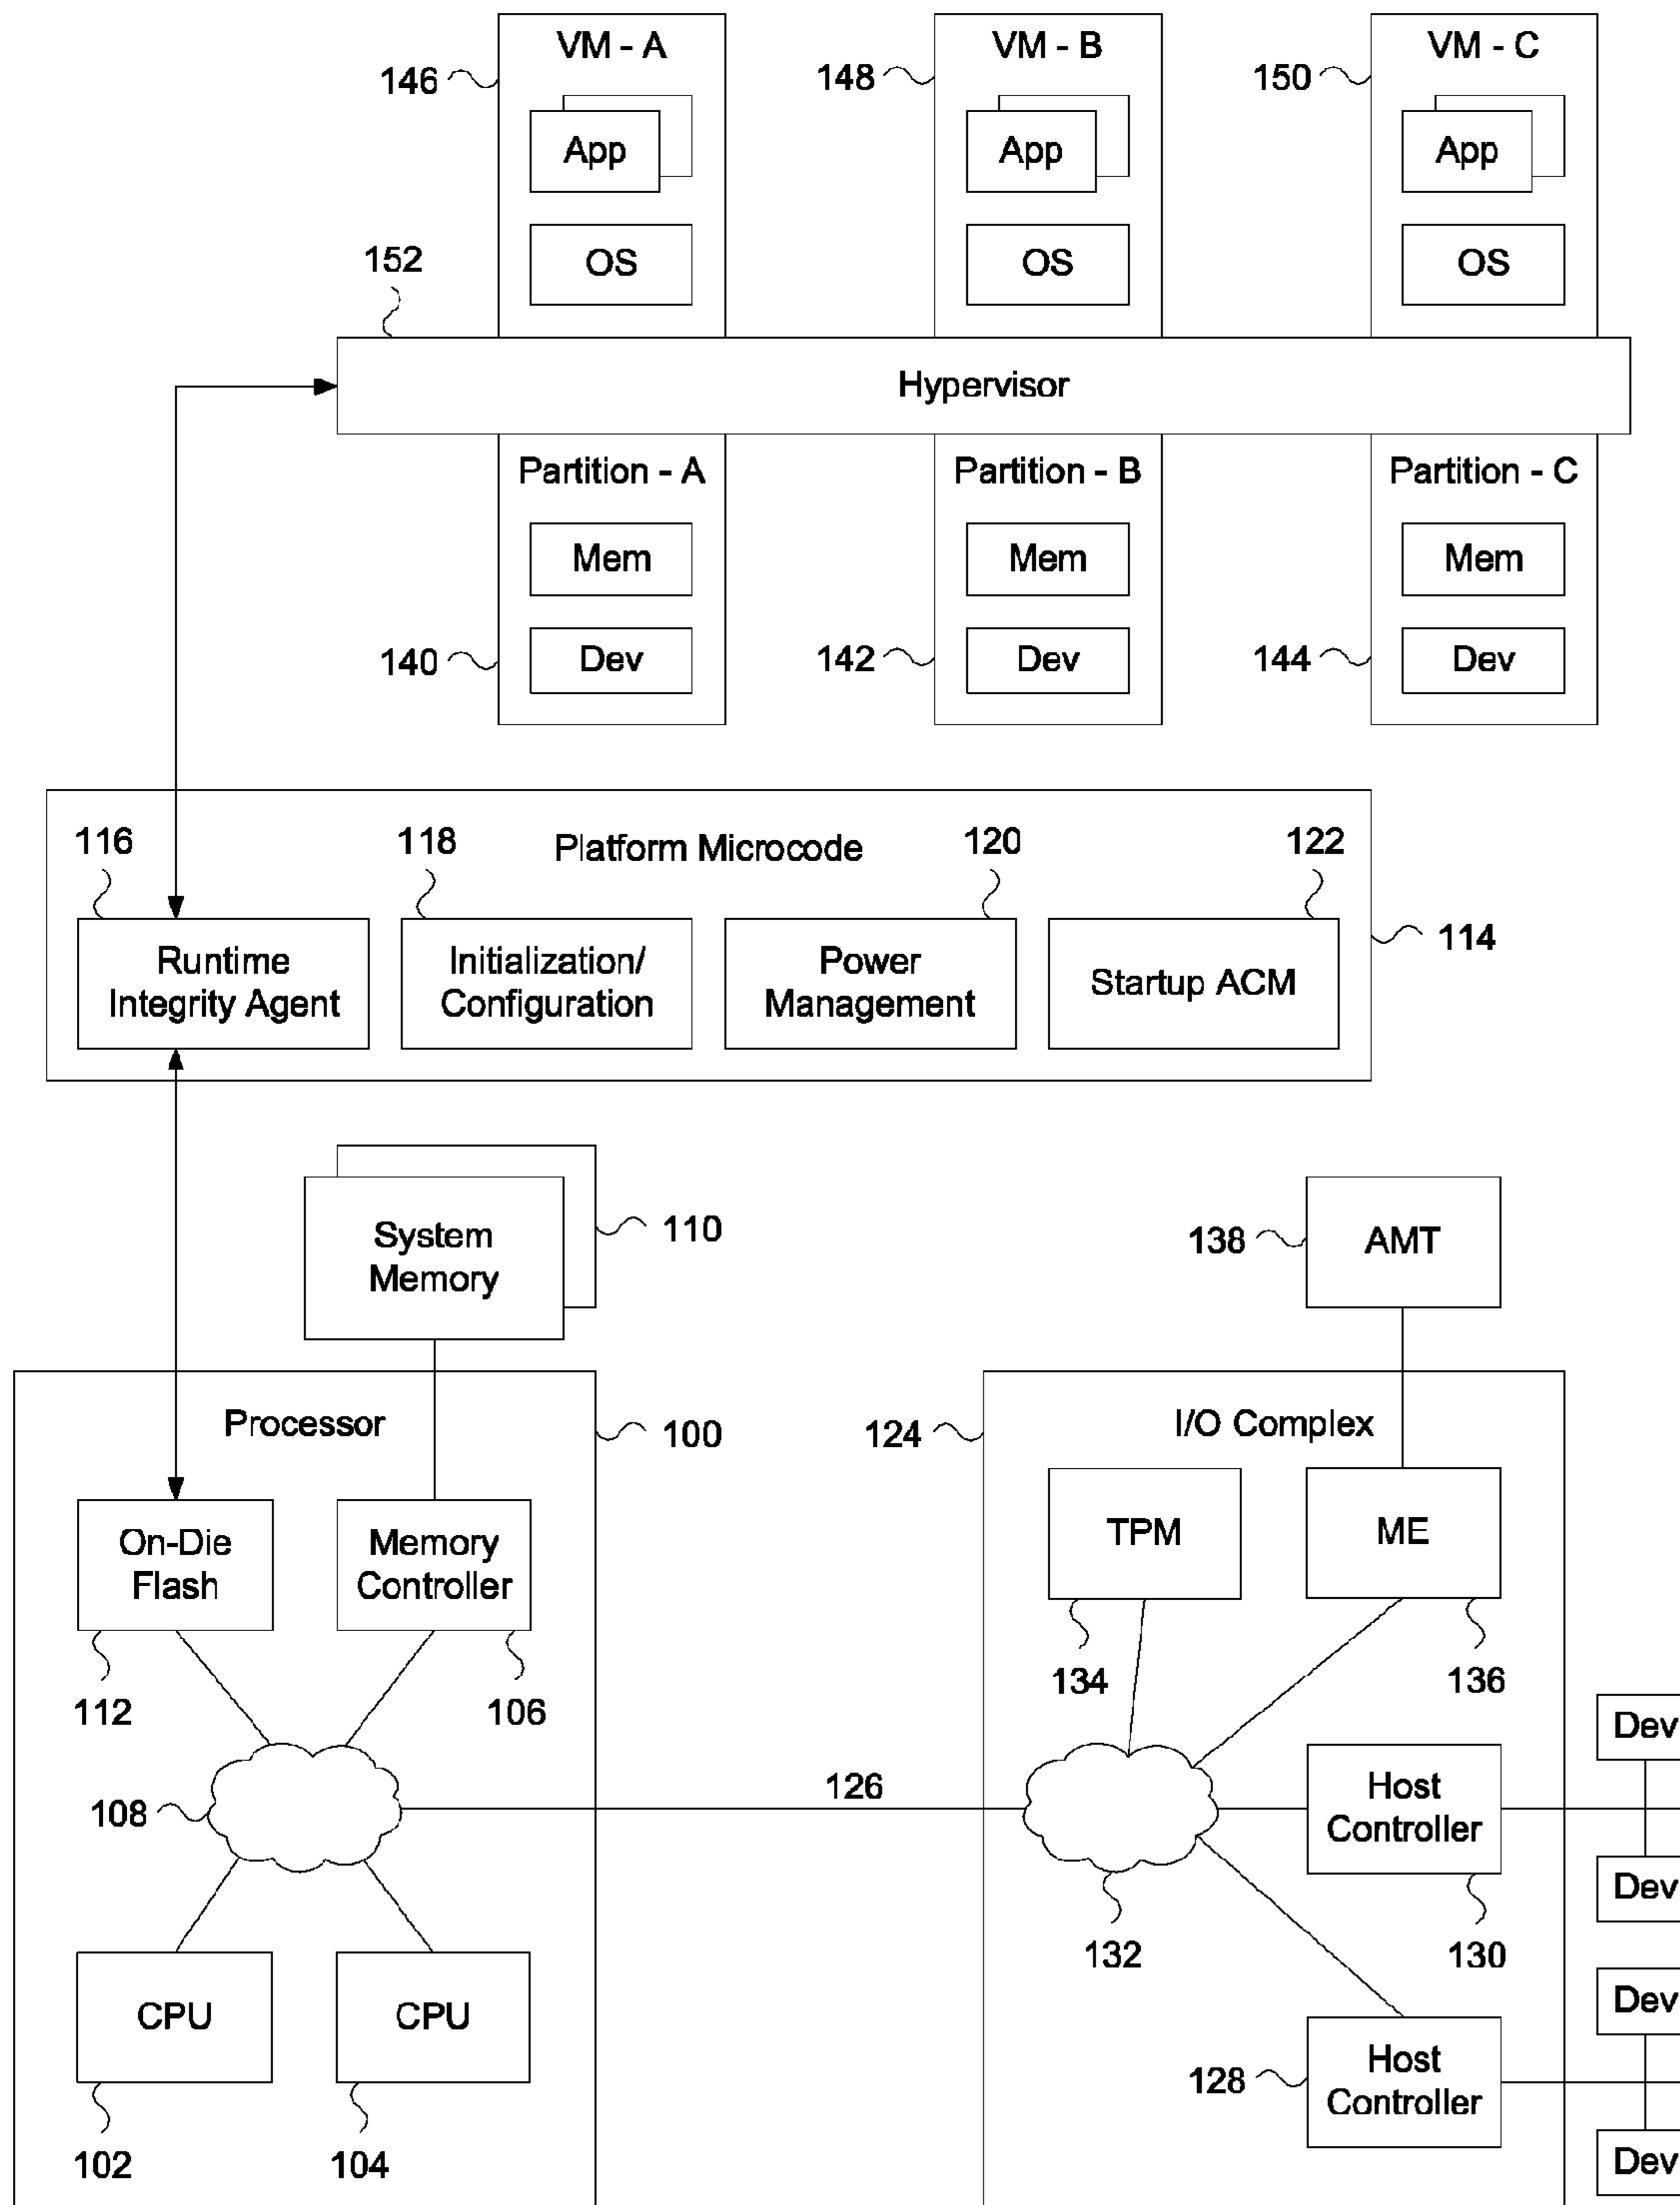 VM - A
VM - B
VM - C
146
148
150
App
App
App
OS
OS
OS
152
Hypervisor
Partition - A
Partition - B
Partition - C
Mem
Mem
Mem
140
Dev
142
Dev
144
Dev
116
118
Platform Microcode
120
122
Runtime
Integrity Agent
Initialization/
Configuration
Power
Management
Startup ACM
114
System
Memory
110
138
AMT
Processor
100
124
I/O Complex
On-Die
Flash
Memory
Controller
TPM
ME
112
106
134
136
Dev
108
126
Host
Controller
Dev
132
130
CPU
CPU
Dev
128
Host
Controller
102
104
Dev